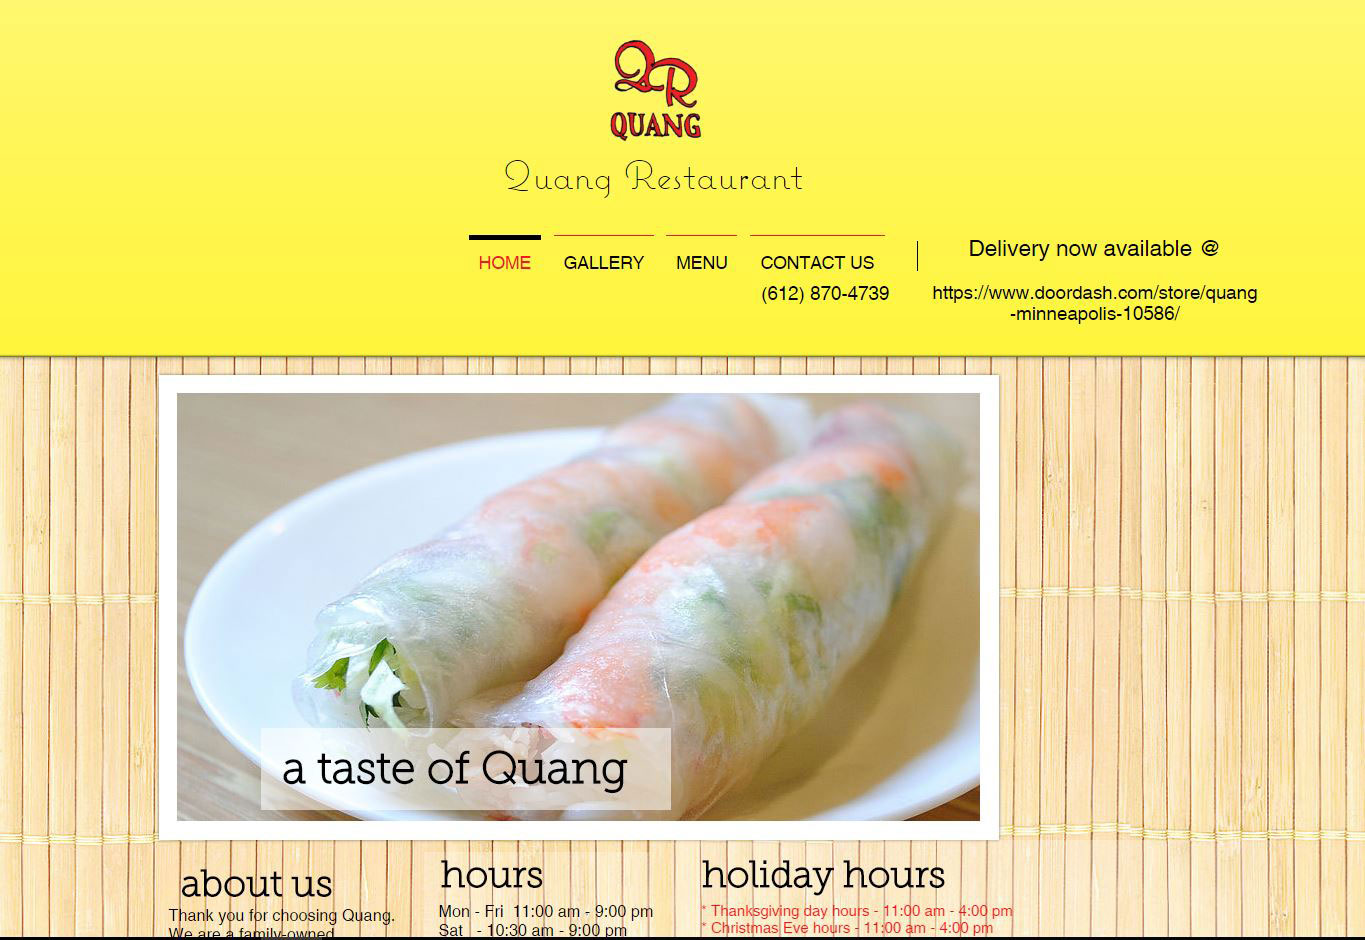 QR
QUANG
Quang Restaurant
HOME
GALLERY
MENU
CONTACT US
(612) 870-4739
Delivery now available @
https://www.doordash.com/store/quang
-minneapolis-10586/
a taste of Quang
about us
Thank you for choosing Quang.
We are a family-owned
hours
Mon - Fri  11:00 am - 9:00 pm
Sat  - 10:30 am - 9:00 pm
holiday hours
* Thanksgiving day hours - 11:00 am - 4:00 pm
* Christmas Eve hours - 11:00 am - 4:00 pm